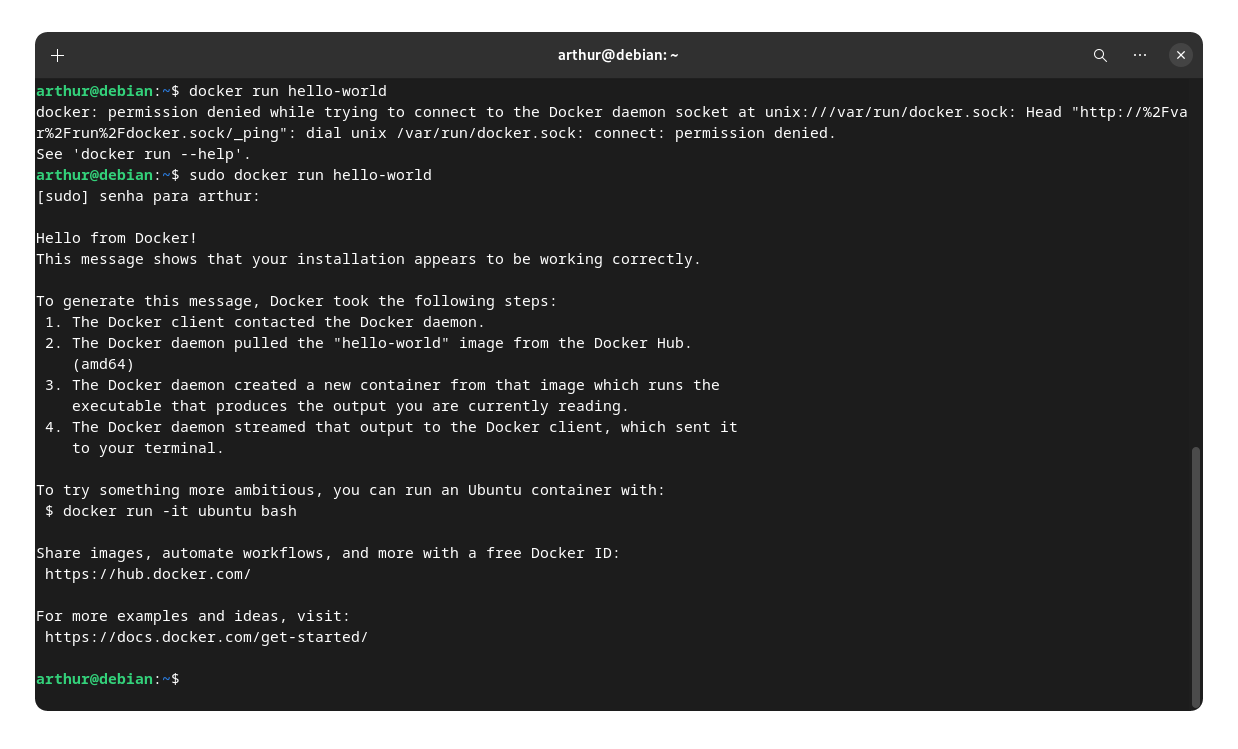 arthur@debian: ~
arthur@debian:~$ docker run hello-world
docker: permission denied while trying to connect to the Docker daemon socket at unix:///var/run/docker.sock: Head "http://%2Fva
r%2Frun%2Fdocker.sock/_ping": dial unix /var/run/docker.sock: connect: permission denied.
See 'docker run --help'.
arthur@debian:~$ sudo docker run hello-world
[sudo] senha para arthur:
Hello from Docker!
This message shows that your installation appears to be working correctly.
To generate this message, Docker took the following steps:
 1. The Docker client contacted the Docker daemon.
 2. The Docker daemon pulled the "hello-world" image from the Docker Hub.
    (amd64)
 3. The Docker daemon created a new container from that image which runs the
    executable that produces the output you are currently reading.
 4. The Docker daemon streamed that output to the Docker client, which sent it
    to your terminal.
To try something more ambitious, you can run an Ubuntu container with:
 $ docker run -it ubuntu bash
Share images, automate workflows, and more with a free Docker ID:
 https://hub.docker.com/
For more examples and ideas, visit:
 https://docs.docker.com/get-started/
arthur@debian:~$